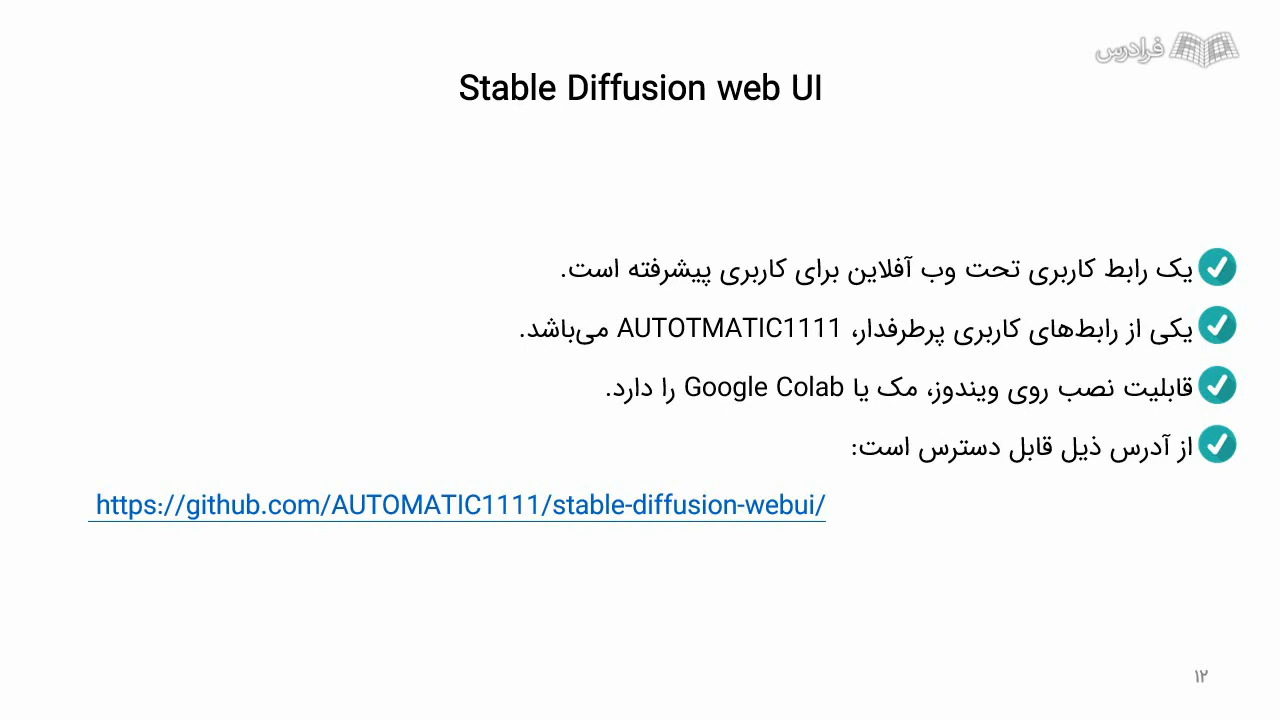 فرادرس
Stable Diffusion web UI
یک رابط کاربری تحت وب آفلاین برای کاربری پیشرفته است.
یکی از رابط‌های کاربری پرطرفدار، AUTOTMATIC1111 می‌باشد.
قابلیت نصب روی ویندوز، مک یا Google Colab را دارد.
از آدرس ذیل قابل دسترس است:
https://github.com/AUTOMATIC1111/stable-diffusion-webui/
۱۲